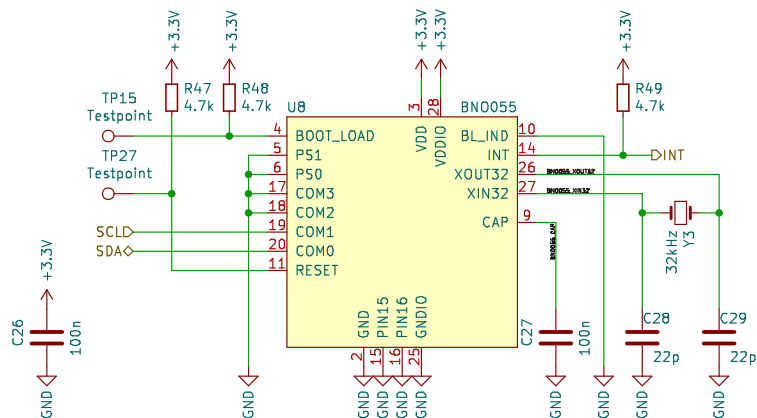 +3.3V
+3.3V
+3.3V
+3.3V
+3.3V
TP15
Testpoint
R47
4.7k
R48
4.7k
R49
4.7k
U8
BNO055
3
28
VDD
VDDIO
4
BOOT_LOAD
BL_IND
10
TP27
Testpoint
5
PS1
INT
14
INT
6
PS0
XOUT32
26
BNO055_XOUT32
17
COM3
XIN32
27
BNO055_XIN32
18
COM2
CAP
9
BNO055_CAP
SCL
19
COM1
SDA
20
COM0
11
RESET
32kHz
Y3
+3.3V
C26
100n
GND
PIN15
PIN16
GNDIO
2
15
16
25
C27
100n
C28
22p
C29
22p
GND
GND
GND
GND
GND
GND
GND
GND
GND
GND